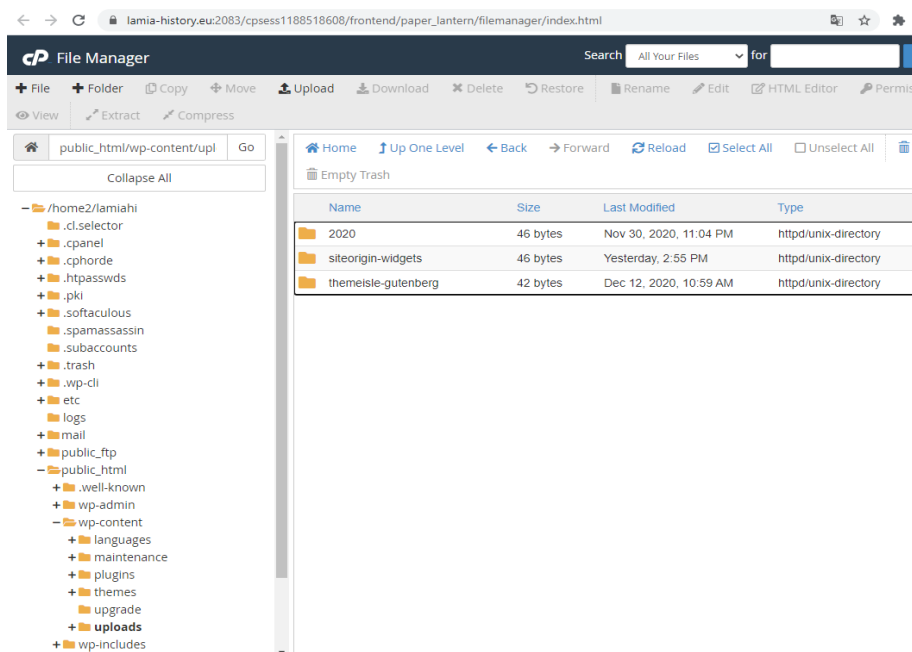 lamia-history.eu:2083/cpsess1188518608/frontend/paper_lantern/filemanager/index.html
cP File Manager
Search All Your Files for
File Folder Copy Move Upload Download Delete Restore Rename Edit HTML Editor Permis
View Extract Compress
public_html/wp-content/upl Go
Collapse All
/home2/lamiahi
.cl.selector
.cpanel
.cphorde
.htpasswds
.pki
.softaculous
.spamassassin
.subaccounts
.trash
.wp-cli
etc
logs
mail
public_ftp
public_html
.well-known
wp-admin
wp-content
languages
maintenance
plugins
themes
upgrade
uploads
wp-includes
Home Up One Level Back Forward Reload Select All Unselect All
Empty Trash
Name Size Last Modified Type
2020 46 bytes Nov 30, 2020, 11:04 PM httpd/unix-directory
siteorigin-widgets 46 bytes Yesterday, 2:55 PM httpd/unix-directory
themeisle-gutenberg 42 bytes Dec 12, 2020, 10:59 AM httpd/unix-directory